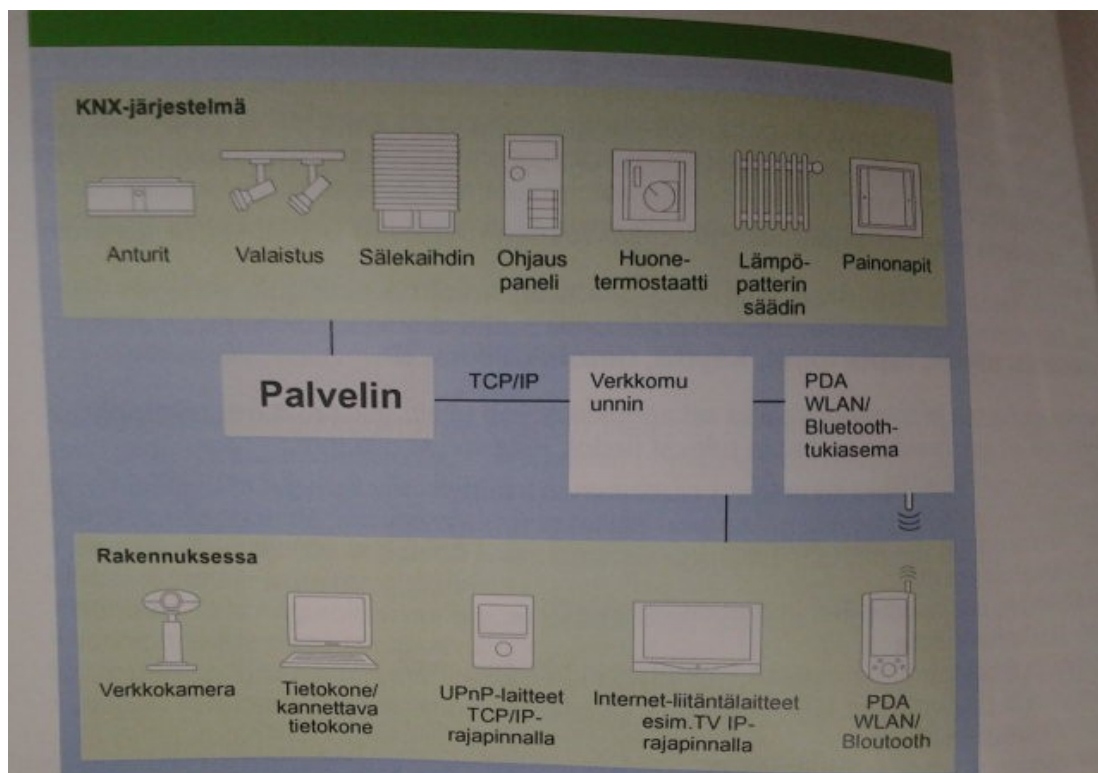 KNX-järjestelmä
Anturit
Valaistus
Sälekaihdin
Ohjaus
paneli
Huone-
termostaatti
Lämpö-
patterin
säädin
Painonapit
Palvelin
TCP/IP
Verkkomu
unnin
PDA
WLAN/
Bluetooth-
tukiasema
Rakennuksessa
Verkkokamera
Tietokone/
kannettava
tietokone
UPnP-laitteet
TCP/IP-
rajapinnalla
Internet-liitäntälaitteet
esim.TV IP-
rajapinnalla
PDA
WLAN/
Bloutooth